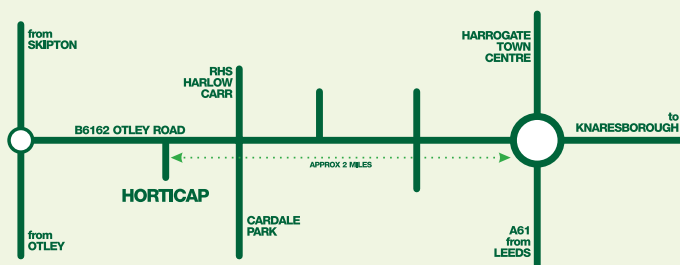 from
SKIPTON
RHS
HARLOW
CARR
HARROGATE
TOWN
CENTRE
to
KNARESBOROUGH
B6162 OTLEY ROAD
APPROX 2 MILES
HORTICAP
from
OTLEY
CARDALE
PARK
A61
from
LEEDS